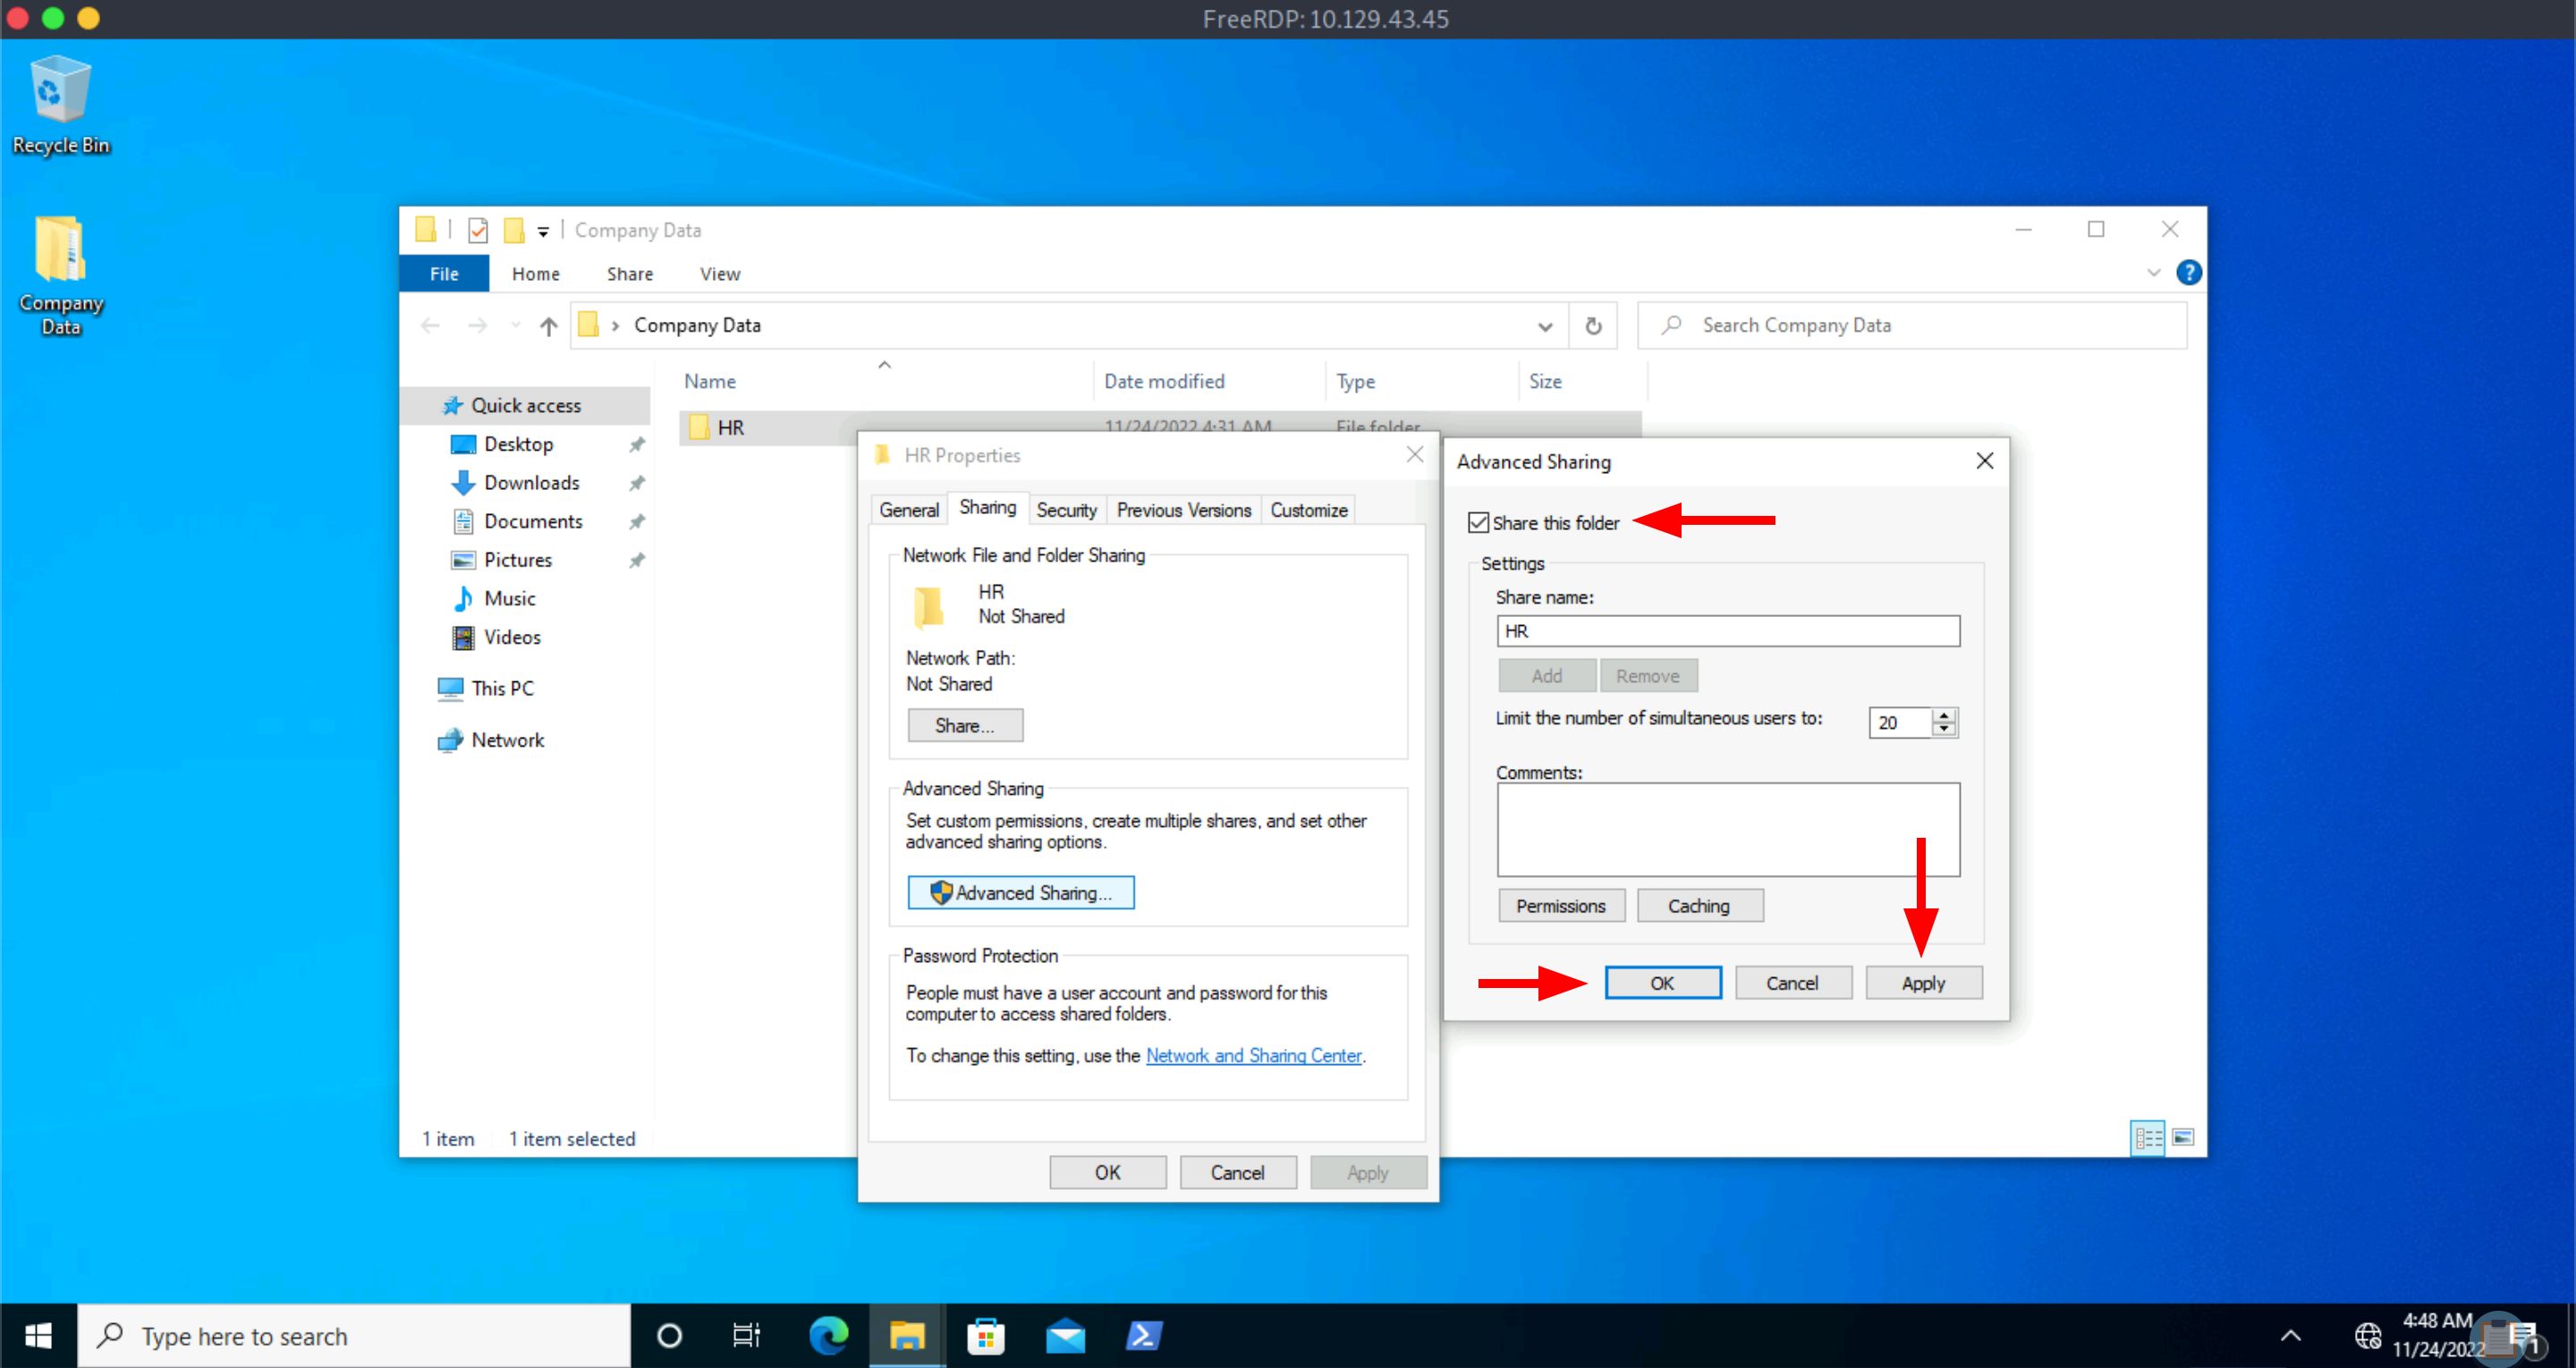 FreeRDP: 10.129.43.45
Recycle Bin
Company
Data
Company Data
File Home Share View
?
Company Data
Search Company Data
Name Date modified Type Size
HR 11/24/2022 4:31 AM File folder
Quick access
Desktop
Downloads
Documents
Pictures
Music
Videos
This PC
Network
1 item 1 item selected
HR Properties
General Sharing Security Previous Versions Customize
Network File and Folder Sharing
HR
Not Shared
Network Path:
Not Shared
Share...
Advanced Sharing
Set custom permissions, create multiple shares, and set other
advanced sharing options.
Advanced Sharing...
Password Protection
People must have a user account and password for this
computer to access shared folders.
To change this setting, use the Network and Sharing Center.
OK Cancel Apply
Advanced Sharing
Share this folder
Settings
Share name:
HR
Add Remove
Limit the number of simultaneous users to: 20
Comments:
Permissions Caching
OK Cancel Apply
Type here to search
4:48 AM
11/24/2022
1